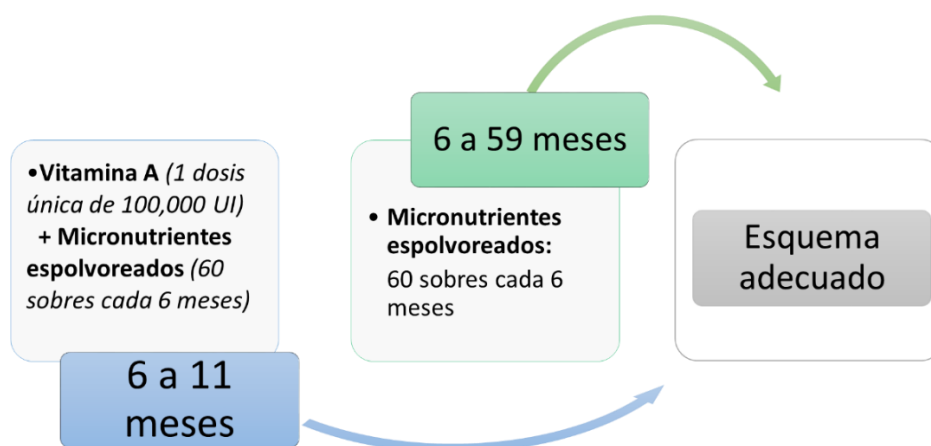 •Vitamina A (1 dosis
única de 100,000 UI)
+ Micronutrientes
espolvoreados (60
sobres cada 6 meses)
6 a 11
meses
6 a 59 meses
• Micronutrientes
espolvoreados:
60 sobres cada 6
meses
Esquema
adecuado